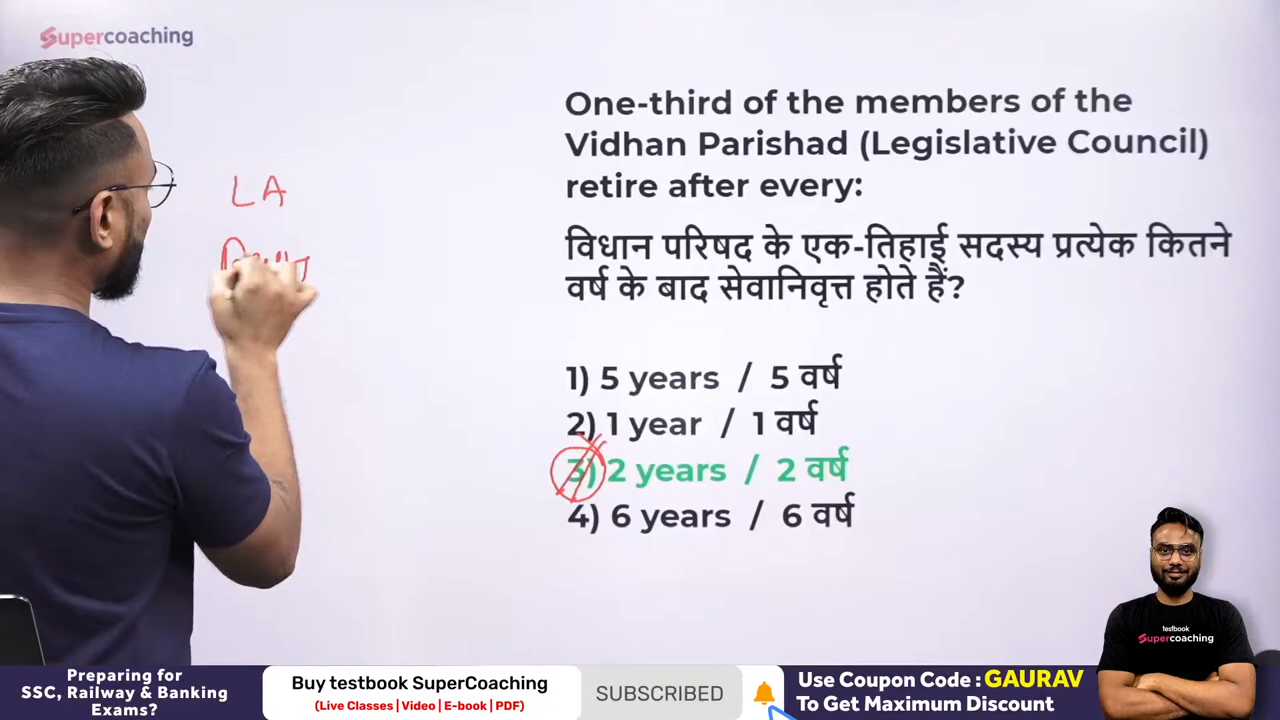 Supercoaching
One-third of the members of the
Vidhan Parishad (Legislative Council)
retire after every:
विधान परिषद के एक-तिहाई सदस्य प्रत्येक कितने
वर्ष के बाद सेवानिवृत्त होते हैं?
1) 5 years / 5 वर्ष
2) 1 year / 1 वर्ष
3) 2 years / 2 वर्ष
4) 6 years / 6 वर्ष
LA
testbook
Supercoaching
Preparing for
SSC, Railway & Banking
Exams?
Buy testbook SuperCoaching
(Live Classes | Video | E-book | PDF)
SUBSCRIBED
Use Coupon Code : GAURAV
To Get Maximum Discount